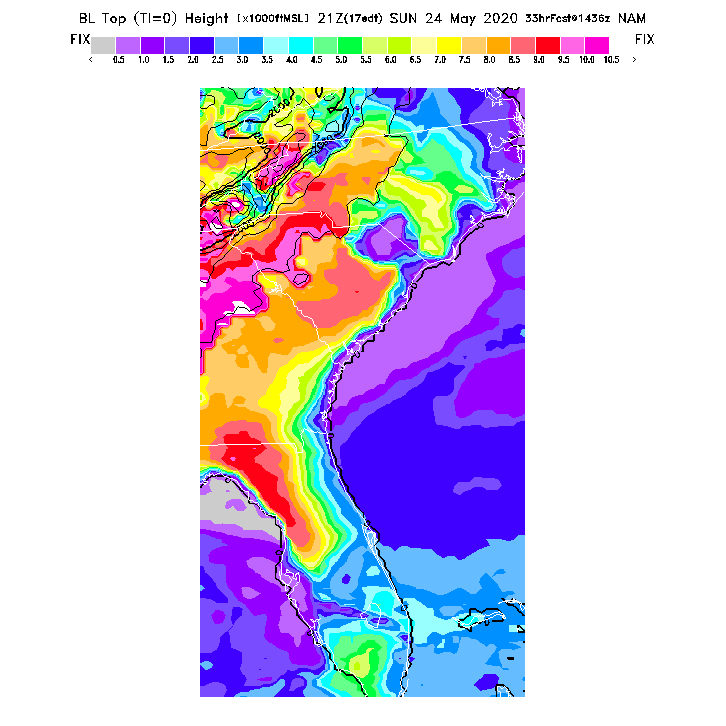 BL Top (TI=0) Height [x1000ftMSL] 21Z(17edt) SUN 24 May 2020 33hrFcst@1436z NAM
FIX FIX
< 0.5 1.0 1.5 2.0 2.5 3.0 3.5 4.0 4.5 5.0 5.5 6.0 6.5 7.0 7.5 8.0 8.5 9.0 9.5 10.0 10.5 >
2000